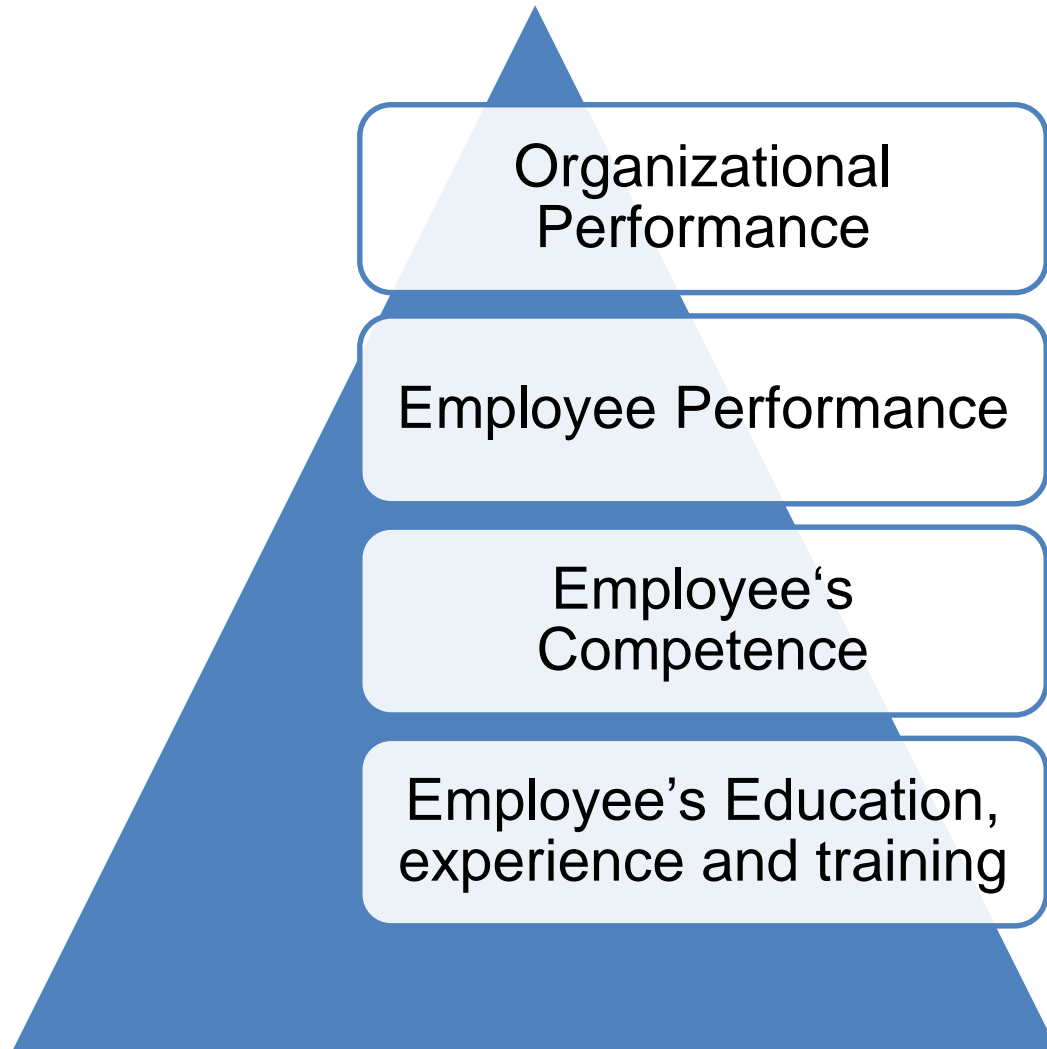 Organizational
Performance
Employee Performance
Employee‘s
Competence
Employee’s Education,
experience and training